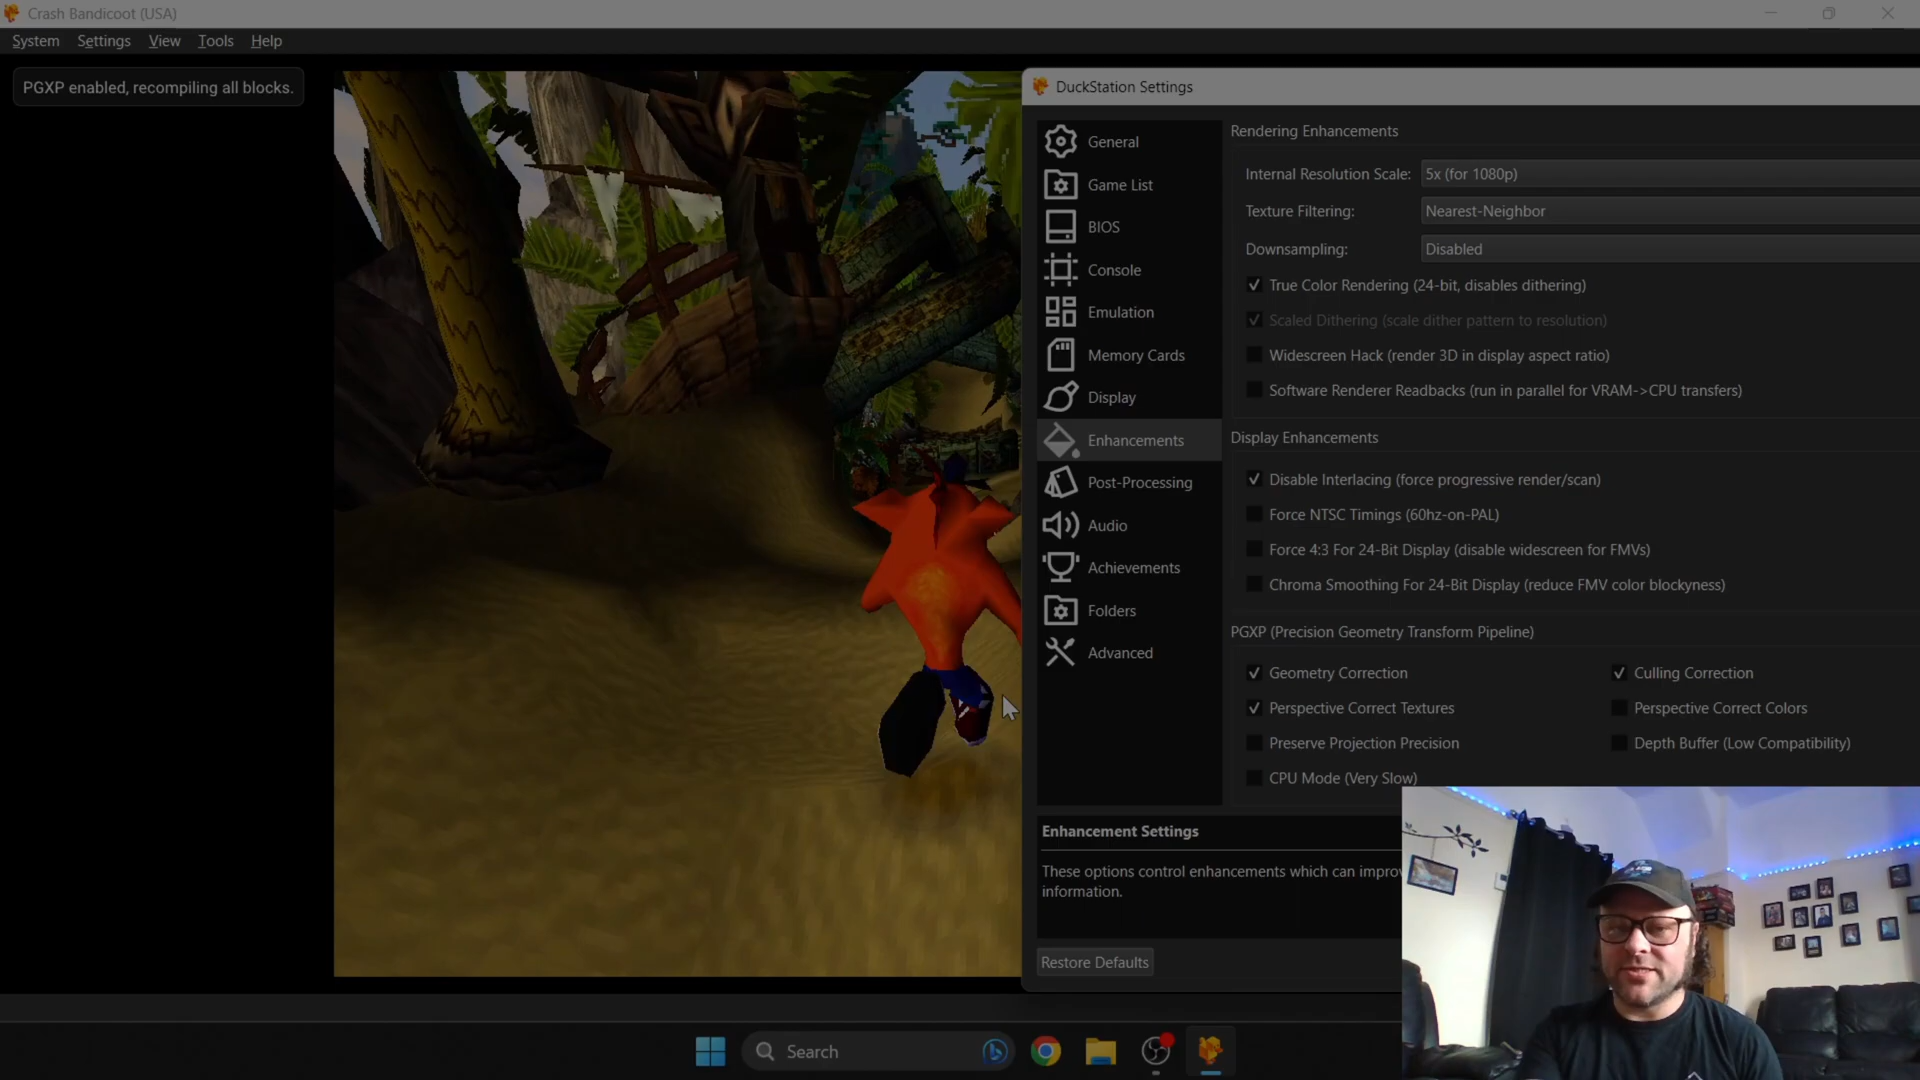 Crash Bandicoot (USA)
System Settings View Tools Help
PGXP enabled, recompiling all blocks.
DuckStation Settings
General
Game List
BIOS
Console
Emulation
Memory Cards
Display
Enhancements
Post-Processing
Audio
Achievements
Folders
Advanced
Rendering Enhancements
Internal Resolution Scale: 5x (for 1080p)
Texture Filtering: Nearest-Neighbor
Downsampling: Disabled
True Color Rendering (24-bit, disables dithering)
Scaled Dithering (scale dither pattern to resolution)
Widescreen Hack (render 3D in display aspect ratio)
Software Renderer Readbacks (run in parallel for VRAM->CPU transfers)
Display Enhancements
Disable Interlacing (force progressive render/scan)
Force NTSC Timings (60hz-on-PAL)
Force 4:3 For 24-Bit Display (disable widescreen for FMVs)
Chroma Smoothing For 24-Bit Display (reduce FMV color blockyness)
PGXP (Precision Geometry Transform Pipeline)
Geometry Correction Culling Correction
Perspective Correct Textures Perspective Correct Colors
Preserve Projection Precision Depth Buffer (Low Compatibility)
CPU Mode (Very Slow)
Enhancement Settings
These options control enhancements which can
information.
Restore Defaults
Search